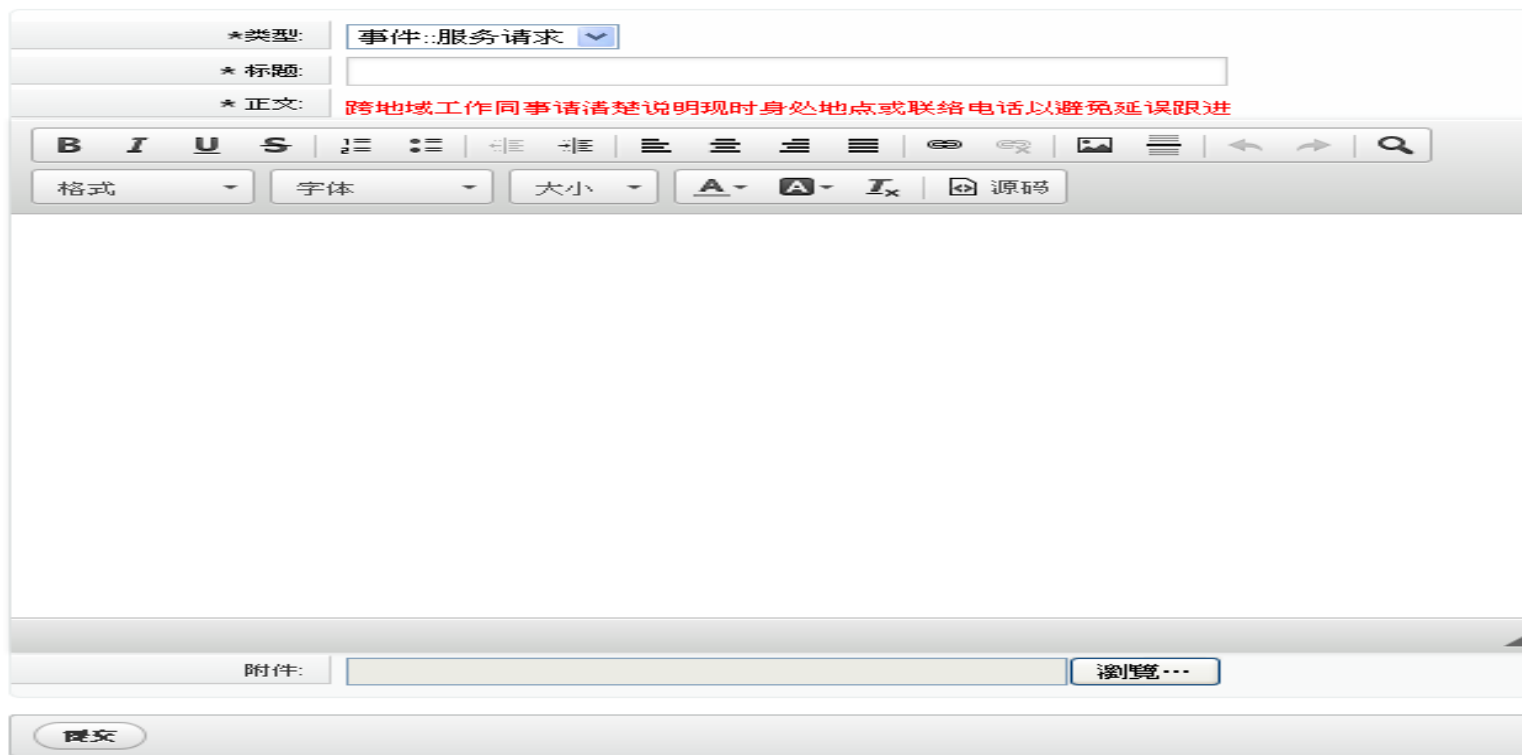 *类型: 事件::服务请求
* 标题:
* 正文: 跨地域工作同事请清楚说明现时身处地点或联络电话以避免延误跟进
B I U S
格式 字体 大小 A A Ix 源码
附件: 瀏覽…
提交